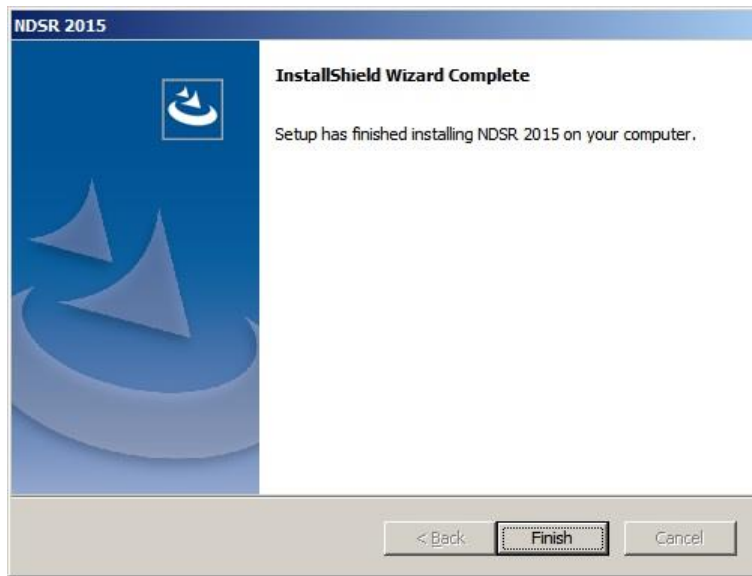 NDSR 2015
InstallShield Wizard Complete
Setup has finished installing NDSR 2015 on your computer.
< Back Finish Cancel